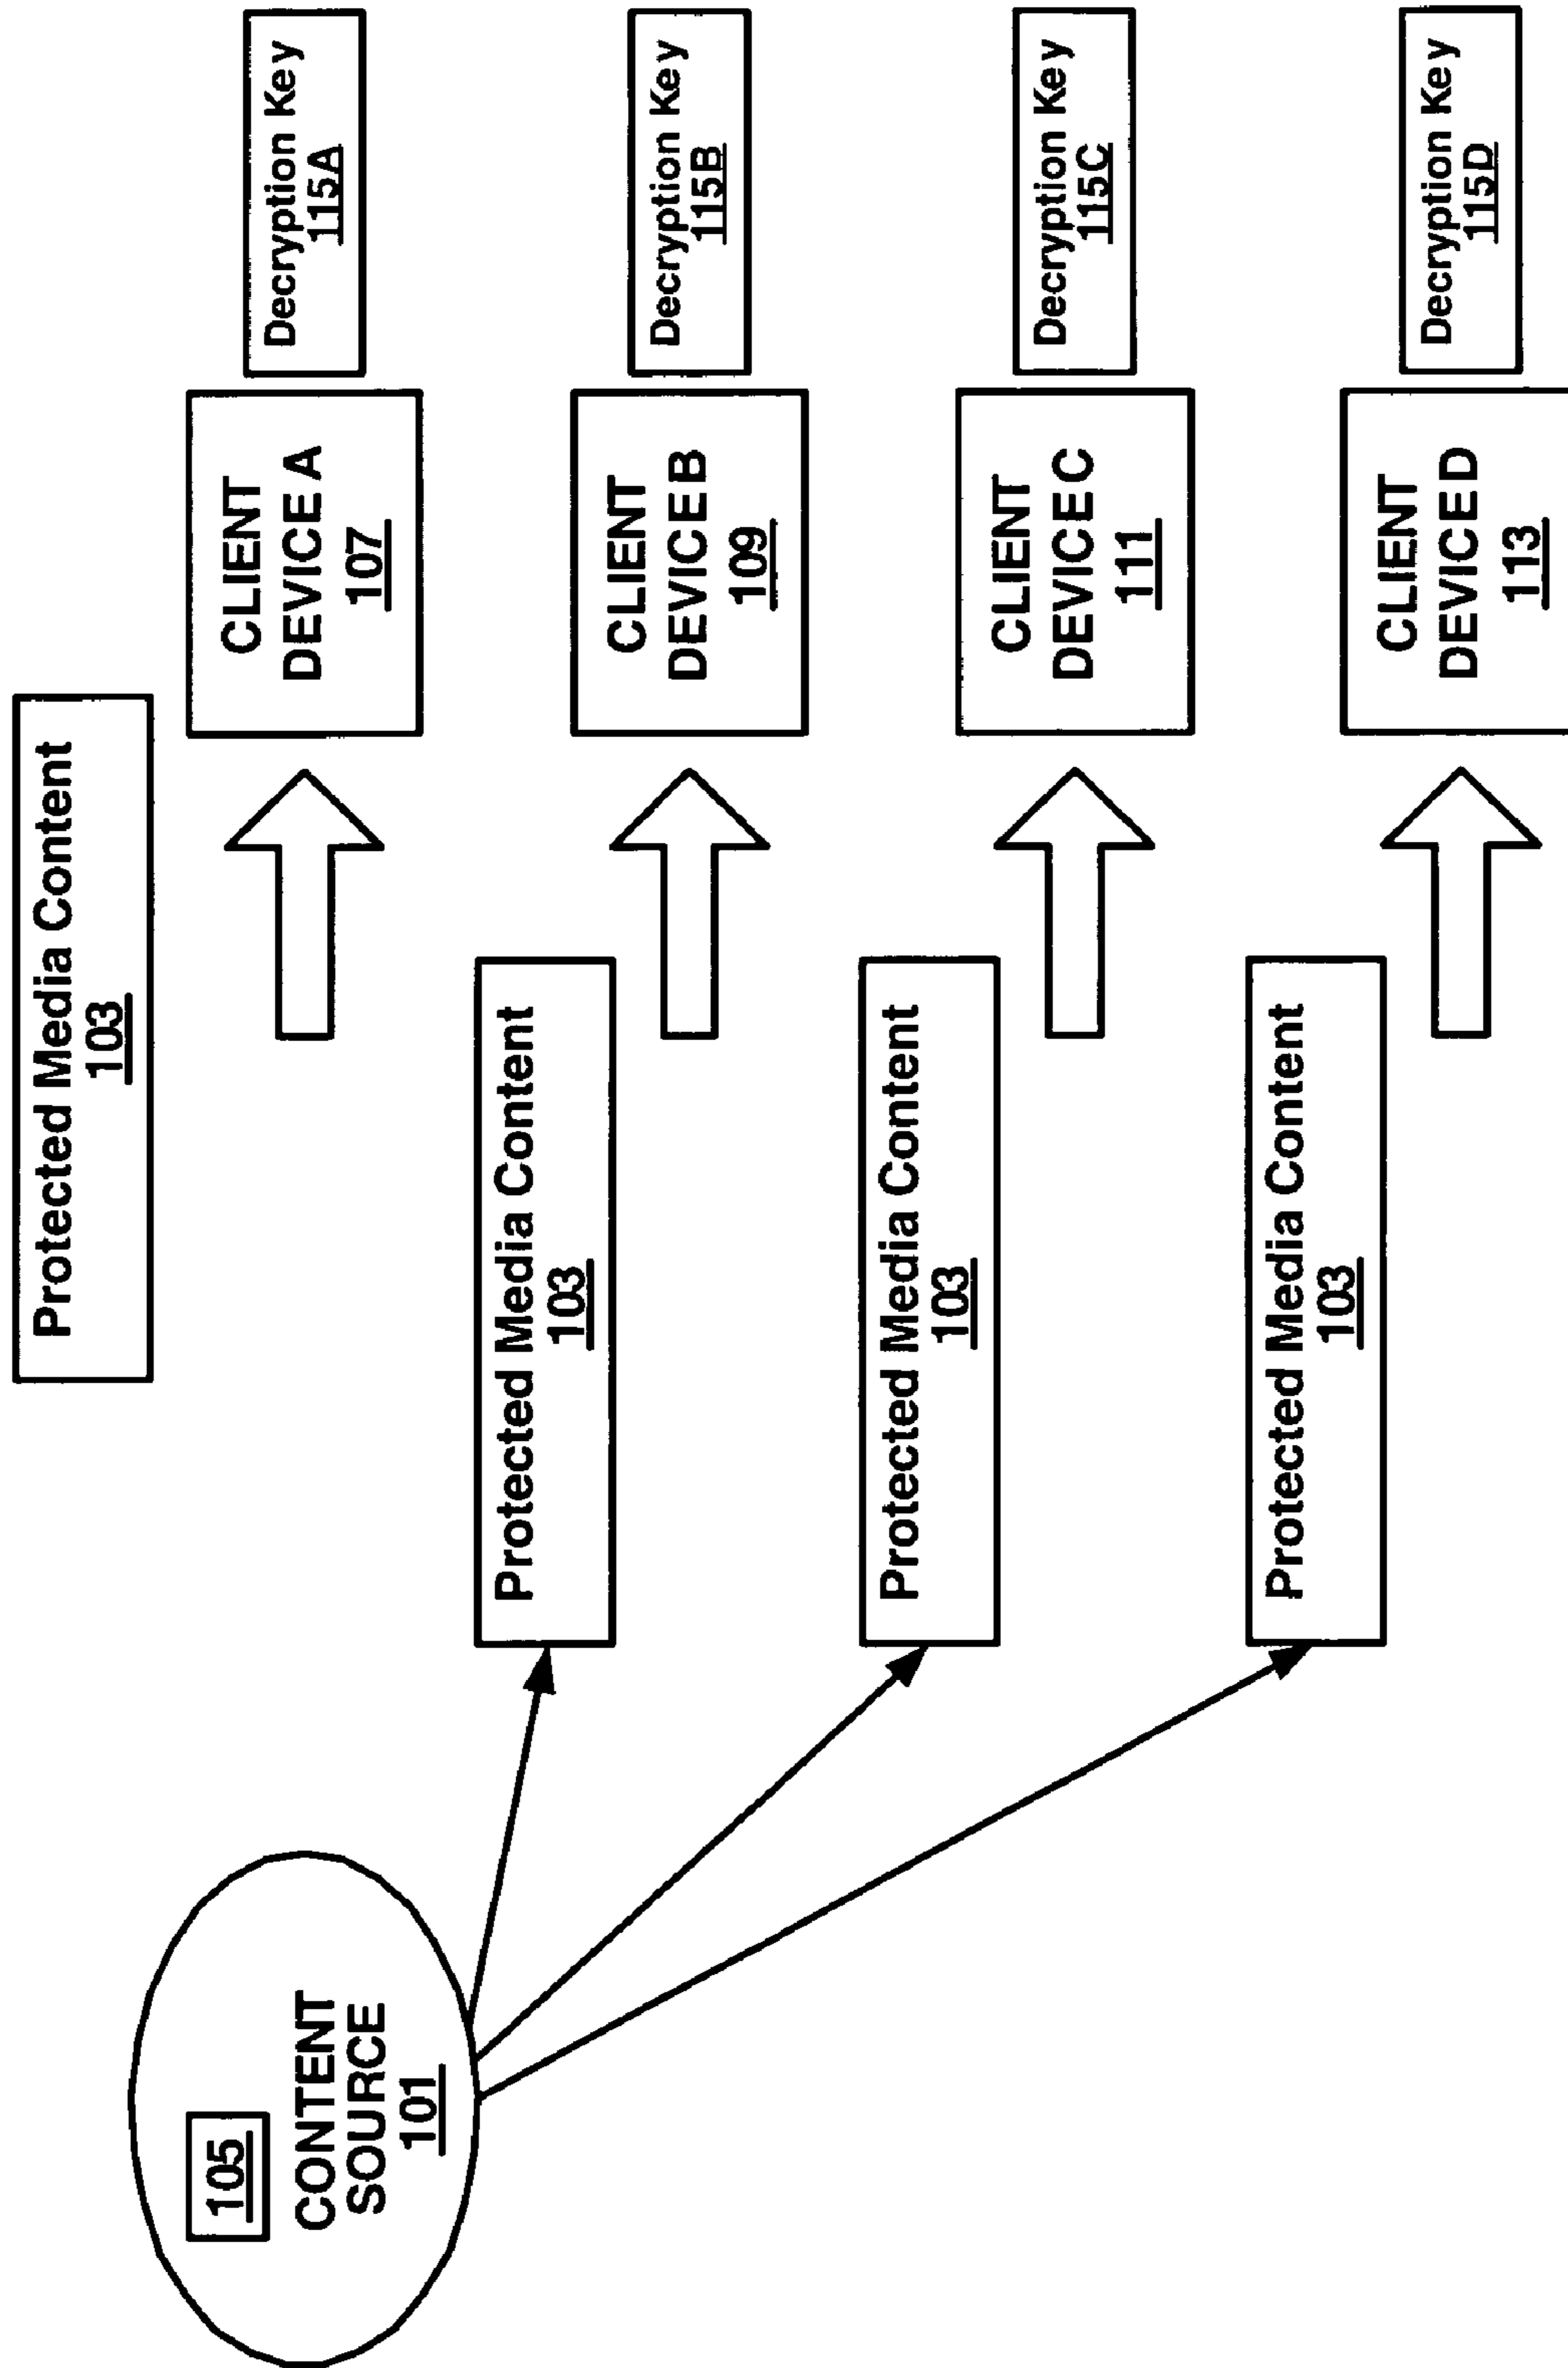 105
CONTENT
SOURCE
101
Protected Media Content
103
CLIENT
DEVICE A
107
Decryption Key
115A
Protected Media Content
103
CLIENT
DEVICE B
109
Decryption Key
115B
Protected Media Content
103
CLIENT
DEVICE C
111
Decryption Key
115C
Protected Media Content
103
CLIENT
DEVICE D
113
Decryption Key
115D